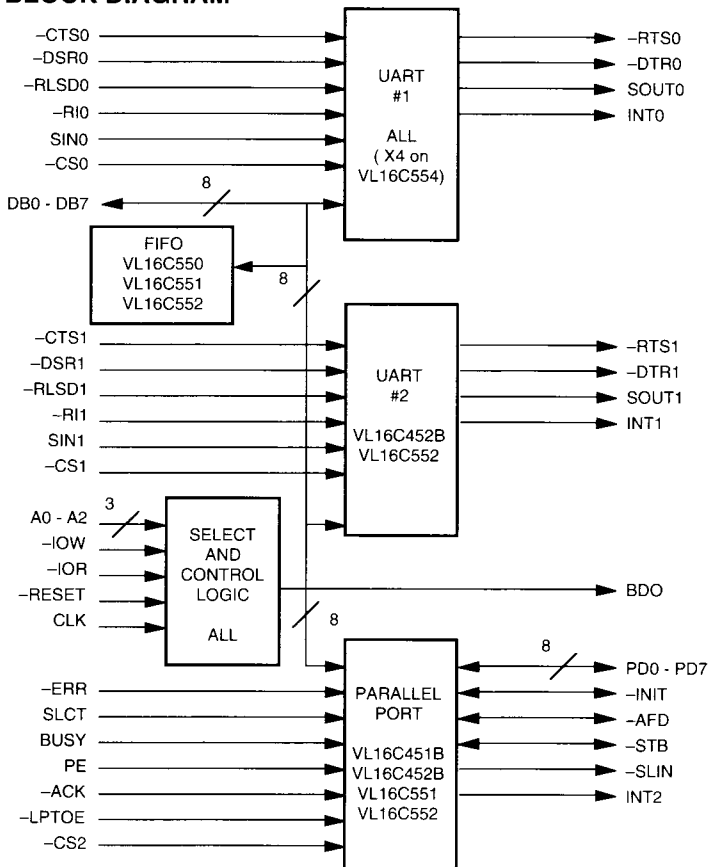 BLOCK DIAGRAM
-CTS0
-DSR0
-RLSD0
-RI0
SIN0
-CS0
8
DB0 - DB7
UART
#1
ALL
( X4 on
VL16C554)
-RTS0
-DTR0
SOUT0
INT0
FIFO
VL16C550
VL16C551
VL16C552
8
-CTS1
-DSR1
-RLSD1
-RI1
SIN1
-CS1
UART
#2
VL16C452B
VL16C552
-RTS1
-DTR1
SOUT1
INT1
3
A0 - A2
-IOW
-IOR
-RESET
CLK
SELECT
AND
CONTROL
LOGIC
ALL
BDO
8
-ERR
SLCT
BUSY
PE
-ACK
-LPTOE
-CS2
PARALLEL
PORT
VL16C451B
VL16C452B
VL16C551
VL16C552
8
PD0 - PD7
-INIT
-AFD
-STB
-SLIN
INT2